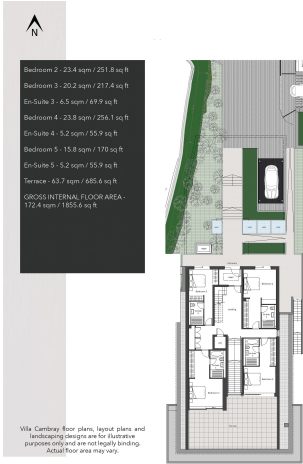 N
Bedroom 2 - 23.4 sqm / 251.8 sq ft
Bedroom 3 - 20.2 sqm / 217.4 sq ft
En-Suite 3 - 6.5 sqm / 69.9 sq ft
Bedroom 4 - 23.8 sqm / 256.1 sq ft
En-Suite 4 - 5.2 sqm / 55.9 sq ft
Bedroom 5 - 15.8 sqm / 170 sq ft
En-Suite 5 - 5.2 sqm / 55.9 sq ft
Terrace - 63.7 sqm / 685.6 sq ft
GROSS INTERNAL FLOOR AREA -
172.4 sqm / 1855.6 sq ft
Villa Cambray floor plans, layout plans and
landscaping designs are for illustrative
purposes only and are not legally binding.
Actual floor area may vary.